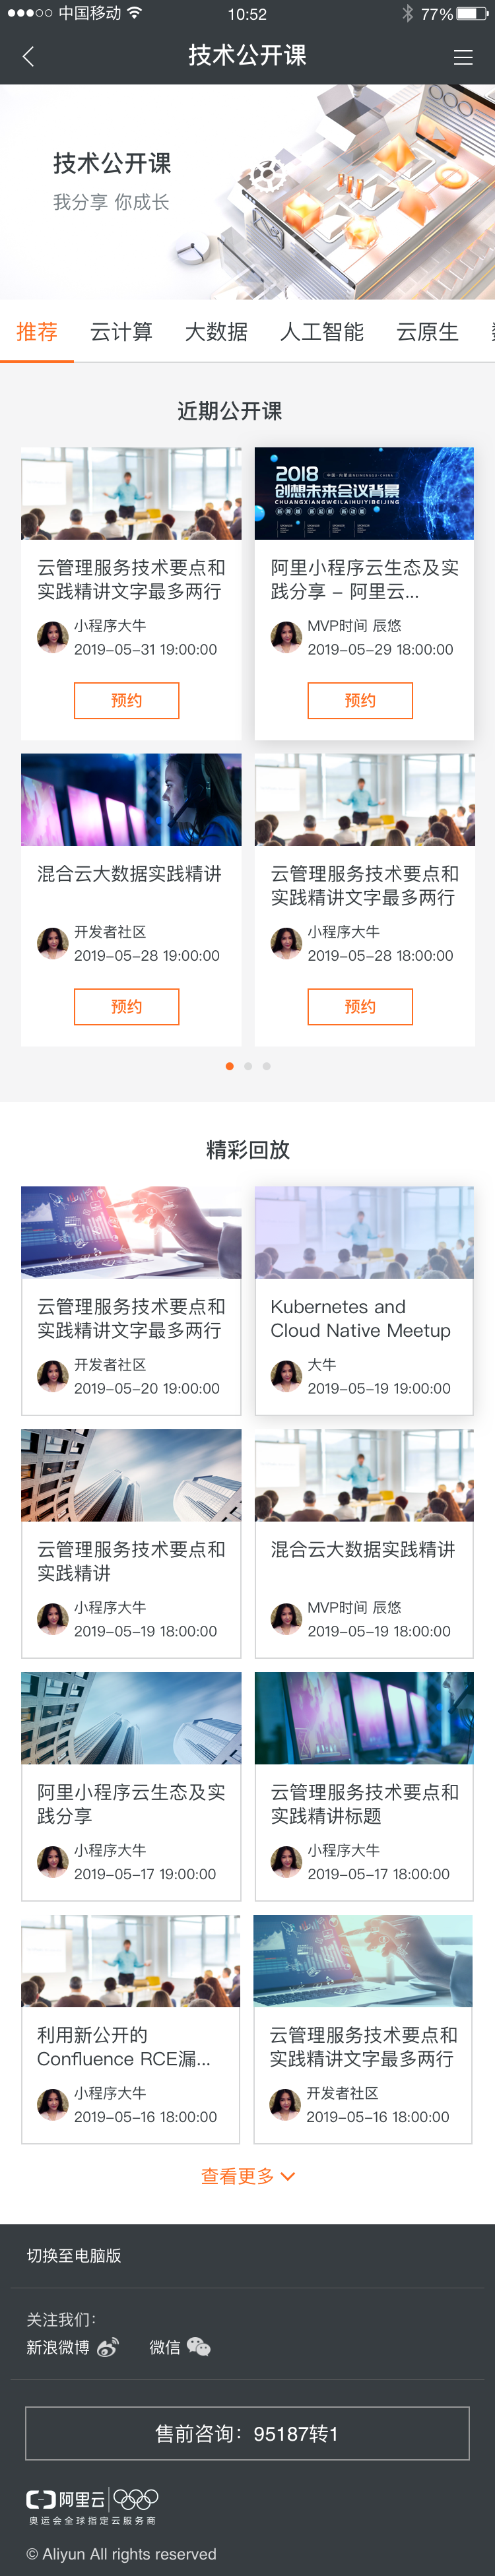 中国移动
10:52
77%
技术公开课
技术公开课
我分享 你成长
推荐 云计算 大数据 人工智能 云原生
近期公开课
云管理服务技术要点和
实践精讲文字最多两行
小程序大牛
2019-05-31 19:00:00
预约
2018
创想未来会议背景
CHUANGXIANGWEILAIHUIYIBEIJING
阿里小程序云生态及实
践分享 - 阿里云...
MVP时间 辰悠
2019-05-29 18:00:00
预约
混合云大数据实践精讲
开发者社区
2019-05-28 19:00:00
预约
云管理服务技术要点和
实践精讲文字最多两行
小程序大牛
2019-05-28 18:00:00
预约
精彩回放
云管理服务技术要点和
实践精讲文字最多两行
开发者社区
2019-05-20 19:00:00
Kubernetes and
Cloud Native Meetup
大牛
2019-05-19 19:00:00
云管理服务技术要点和
实践精讲
小程序大牛
2019-05-19 18:00:00
混合云大数据实践精讲
MVP时间 辰悠
2019-05-19 18:00:00
阿里小程序云生态及实
践分享
小程序大牛
2019-05-17 19:00:00
云管理服务技术要点和
实践精讲标题
小程序大牛
2019-05-17 18:00:00
利用新公开的
Confluence RCE漏...
小程序大牛
2019-05-16 18:00:00
云管理服务技术要点和
实践精讲文字最多两行
开发者社区
2019-05-16 18:00:00
查看更多
切换至电脑版
关注我们：
新浪微博 微信
售前咨询：95187转1
阿里云
奥运会全球指定云服务商
© Aliyun All rights reserved